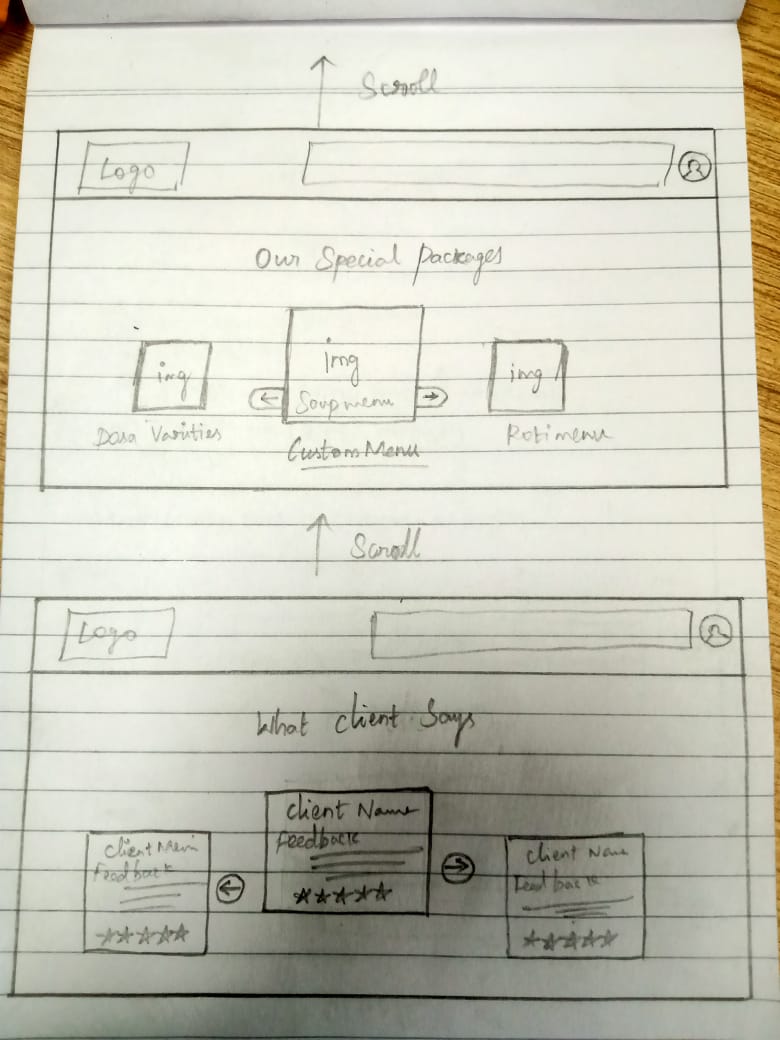 Scroll
Logo
Our Special Packages
img
img
img
Soup menu
Dosa Varities
Custom Menu
Roti menu
Scroll
Logo
What client Says
Client Name
Feedback
Client
Feedback
Client Name
Feedback